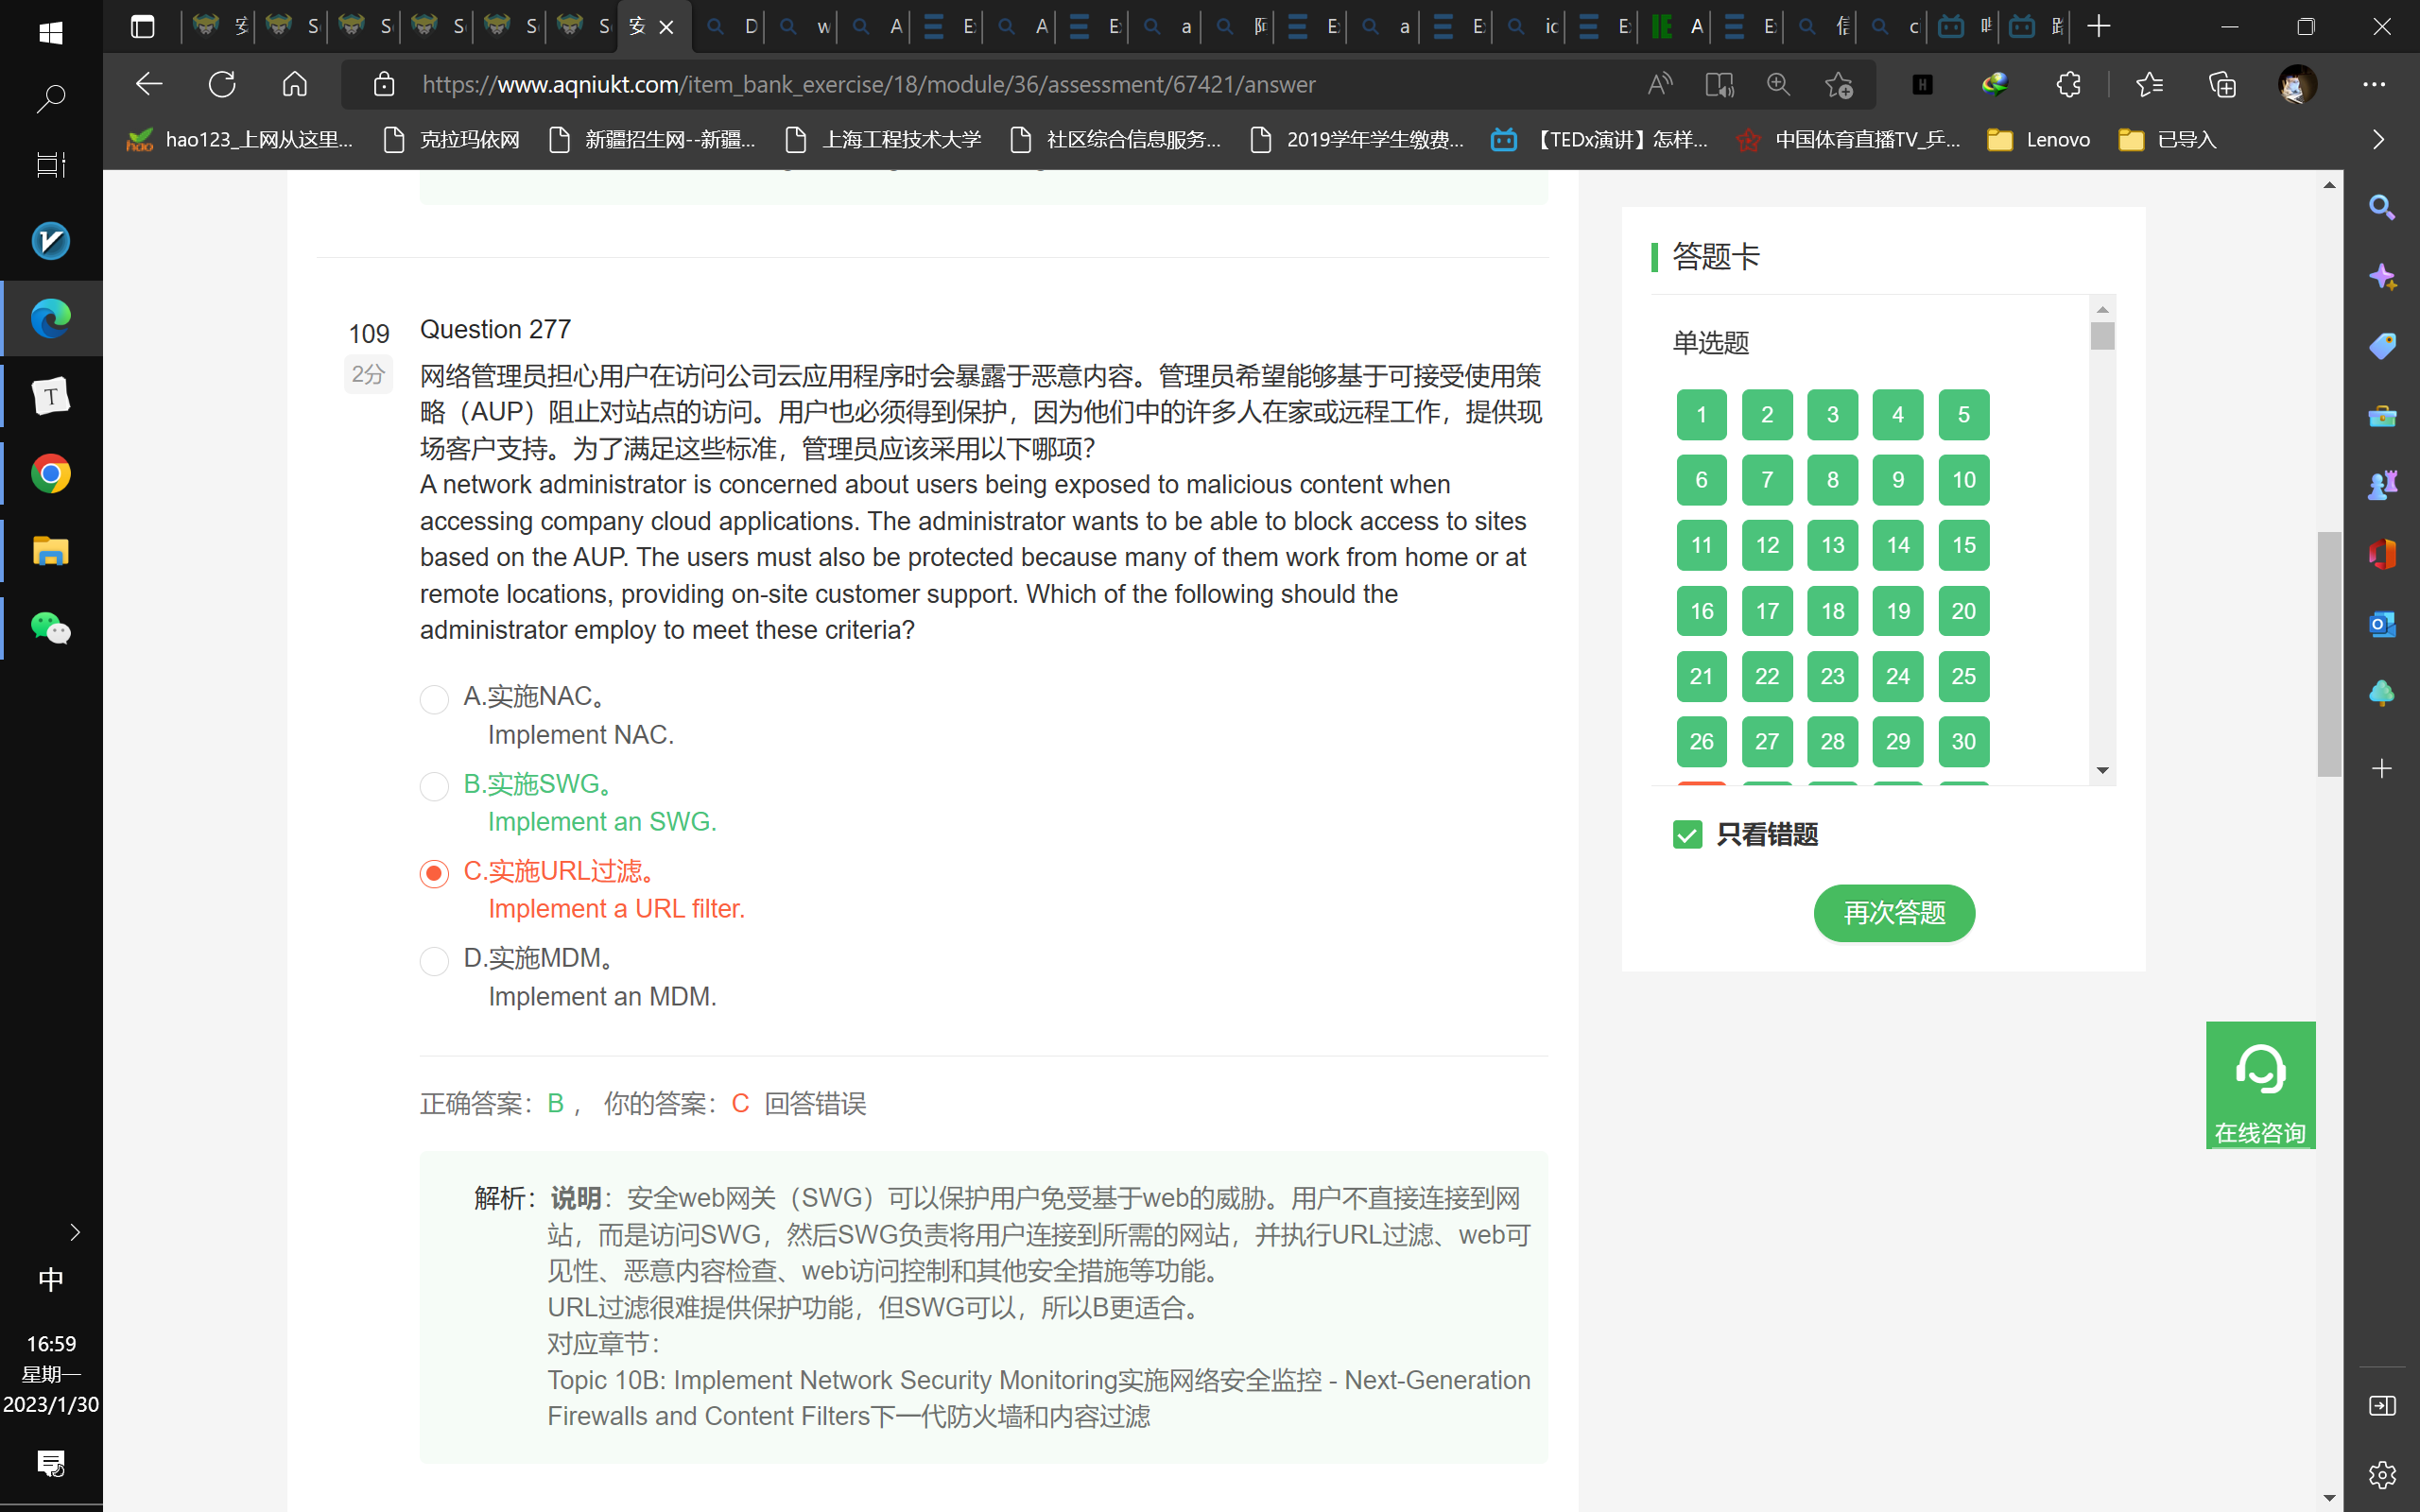 安
S
S
S
S
S
安
D
w
A
E
A
E
a
阿
E
a
E
ic
E
A
E
信
c
https://www.aqniukt.com/item_bank_exercise/18/module/36/assessment/67421/answer
hao123_上网从这里...
克拉玛依网
新疆招生网--新疆...
上海工程技术大学
社区综合信息服务...
2019学年学生缴费...
【TEDx演讲】怎样...
中国体育直播TV_乒...
Lenovo
已导入
109
2分
Question 277
网络管理员担心用户在访问公司云应用程序时会暴露于恶意内容。管理员希望能够基于可接受使用策
略（AUP）阻止对站点的访问。用户也必须得到保护，因为他们中的许多人在家或远程工作，提供现
场客户支持。为了满足这些标准，管理员应该采用以下哪项？
A network administrator is concerned about users being exposed to malicious content when
accessing company cloud applications. The administrator wants to be able to block access to sites
based on the AUP. The users must also be protected because many of them work from home or at
remote locations, providing on-site customer support. Which of the following should the
administrator employ to meet these criteria?
A.实施NAC。
Implement NAC.
B.实施SWG。
Implement an SWG.
C.实施URL过滤。
Implement a URL filter.
D.实施MDM。
Implement an MDM.
正确答案：B ， 你的答案：C 回答错误
解析：说明：安全web网关（SWG）可以保护用户免受基于web的威胁。用户不直接连接到网
站，而是访问SWG，然后SWG负责将用户连接到所需的网站，并执行URL过滤、web可
见性、恶意内容检查、web访问控制和其他安全措施等功能。
URL过滤很难提供保护功能，但SWG可以，所以B更适合。
对应章节：
Topic 10B: Implement Network Security Monitoring实施网络安全监控 - Next-Generation
Firewalls and Content Filters下一代防火墙和内容过滤
答题卡
单选题
1 2 3 4 5
6 7 8 9 10
11 12 13 14 15
16 17 18 19 20
21 22 23 24 25
26 27 28 29 30
只看错题
再次答题
在线咨询
中
16:59
星期一
2023/1/30